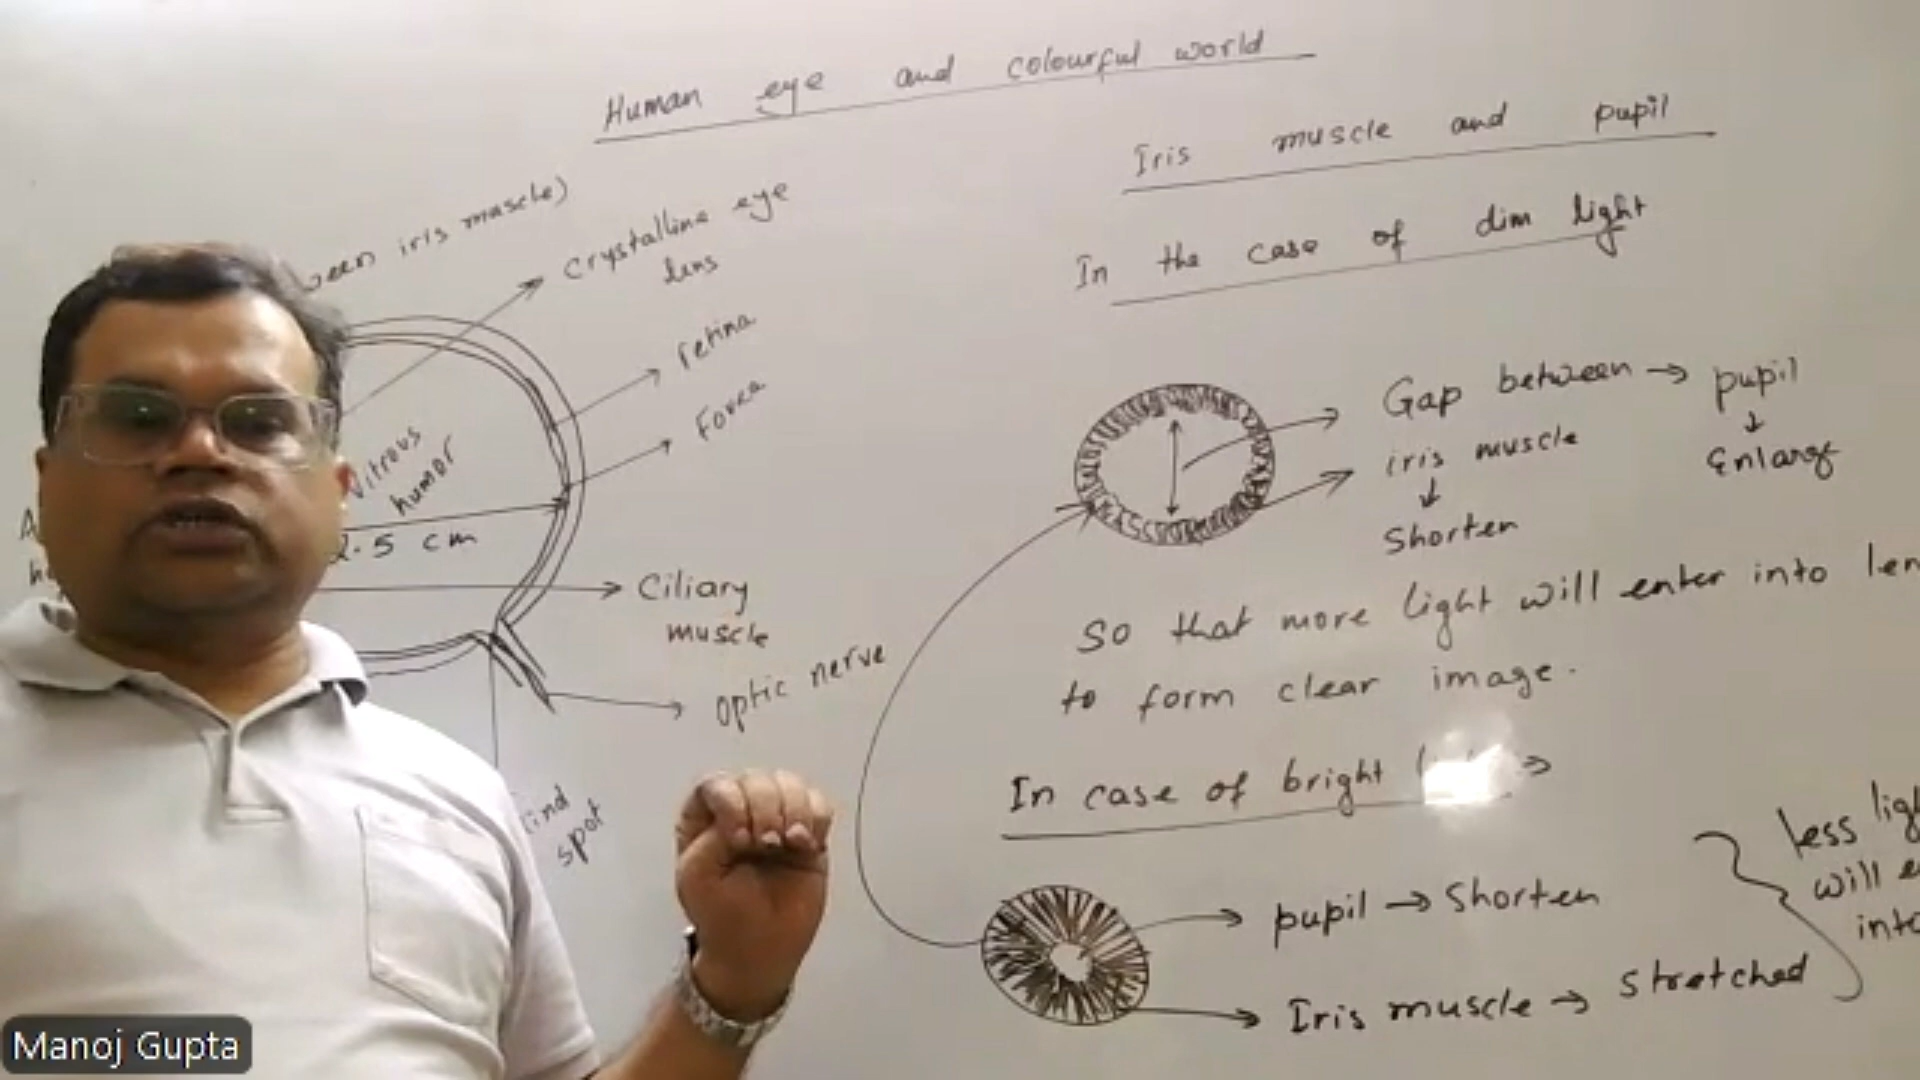 Human eye and colourful world
iris muscle)
Crystalline eye
lens
retina
Fovea
Vitrous
humor
2.5 cm
Ciliary
muscle
optic nerve
spot
Iris muscle and pupil
In the case of dim light
Gap between → pupil
iris muscle ↓
↓ Enlarge
Shorten
So that more light will enter into
to form clear image.
In case of bright →
pupil → Shorten
Iris muscle → stretched
less
will
Manoj Gupta